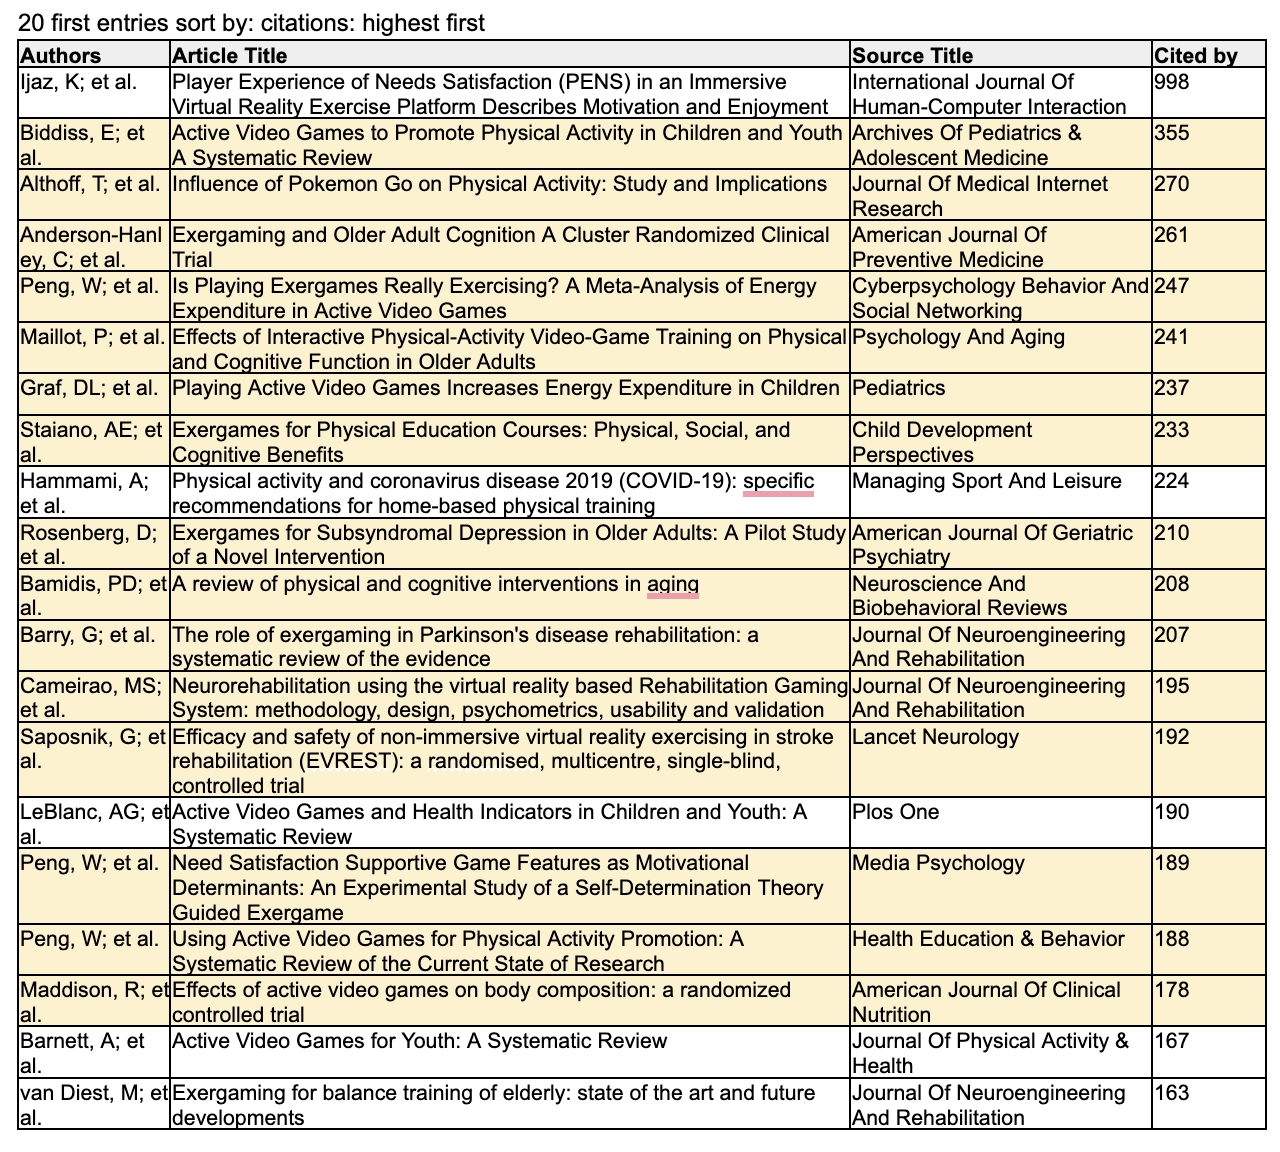 20 first entries sort by: citations: highest first
Authors Article Title Source Title Cited by
Ijaz, K; et al. Player Experience of Needs Satisfaction (PENS) in an Immersive International Journal Of 998
Virtual Reality Exercise Platform Describes Motivation and Enjoyment Human-Computer Interaction
Biddiss, E; et Active Video Games to Promote Physical Activity in Children and Youth Archives Of Pediatrics & 355
al. A Systematic Review Adolescent Medicine
Althoff, T; et al. Influence of Pokemon Go on Physical Activity: Study and Implications Journal Of Medical Internet 270
Research
Anderson-Hanl Exergaming and Older Adult Cognition A Cluster Randomized Clinical American Journal Of 261
ey, C; et al. Trial Preventive Medicine
Peng, W; et al. Is Playing Exergames Really Exercising? A Meta-Analysis of Energy Cyberpsychology Behavior And 247
Expenditure in Active Video Games Social Networking
Maillot, P; et al. Effects of Interactive Physical-Activity Video-Game Training on Physical Psychology And Aging 241
and Cognitive Function in Older Adults
Graf, DL; et al. Playing Active Video Games Increases Energy Expenditure in Children Pediatrics 237
Staiano, AE; et Exergames for Physical Education Courses: Physical, Social, and Child Development 233
al. Cognitive Benefits Perspectives
Hammami, A; Physical activity and coronavirus disease 2019 (COVID-19): specific Managing Sport And Leisure 224
et al. recommendations for home-based physical training
Rosenberg, D; Exergames for Subsyndromal Depression in Older Adults: A Pilot Study American Journal Of Geriatric 210
et al. of a Novel Intervention Psychiatry
Bamidis, PD; et A review of physical and cognitive interventions in aging Neuroscience And 208
al. Biobehavioral Reviews
Barry, G; et al. The role of exergaming in Parkinson's disease rehabilitation: a Journal Of Neuroengineering 207
systematic review of the evidence And Rehabilitation
Cameirao, MS; Neurorehabilitation using the virtual reality based Rehabilitation Gaming Journal Of Neuroengineering 195
et al. System: methodology, design, psychometrics, usability and validation And Rehabilitation
Saposnik, G; et Efficacy and safety of non-immersive virtual reality exercising in stroke Lancet Neurology 192
al. rehabilitation (EVREST): a randomised, multicentre, single-blind,
controlled trial
LeBlanc, AG; et Active Video Games and Health Indicators in Children and Youth: A Plos One 190
al. Systematic Review
Peng, W; et al. Need Satisfaction Supportive Game Features as Motivational Media Psychology 189
Determinants: An Experimental Study of a Self-Determination Theory
Guided Exergame
Peng, W; et al. Using Active Video Games for Physical Activity Promotion: A Health Education & Behavior 188
Systematic Review of the Current State of Research
Maddison, R; et Effects of active video games on body composition: a randomized American Journal Of Clinical 178
al. controlled trial Nutrition
Barnett, A; et Active Video Games for Youth: A Systematic Review Journal Of Physical Activity & 167
al. Health
van Diest, M; et Exergaming for balance training of elderly: state of the art and future Journal Of Neuroengineering 163
al. developments And Rehabilitation